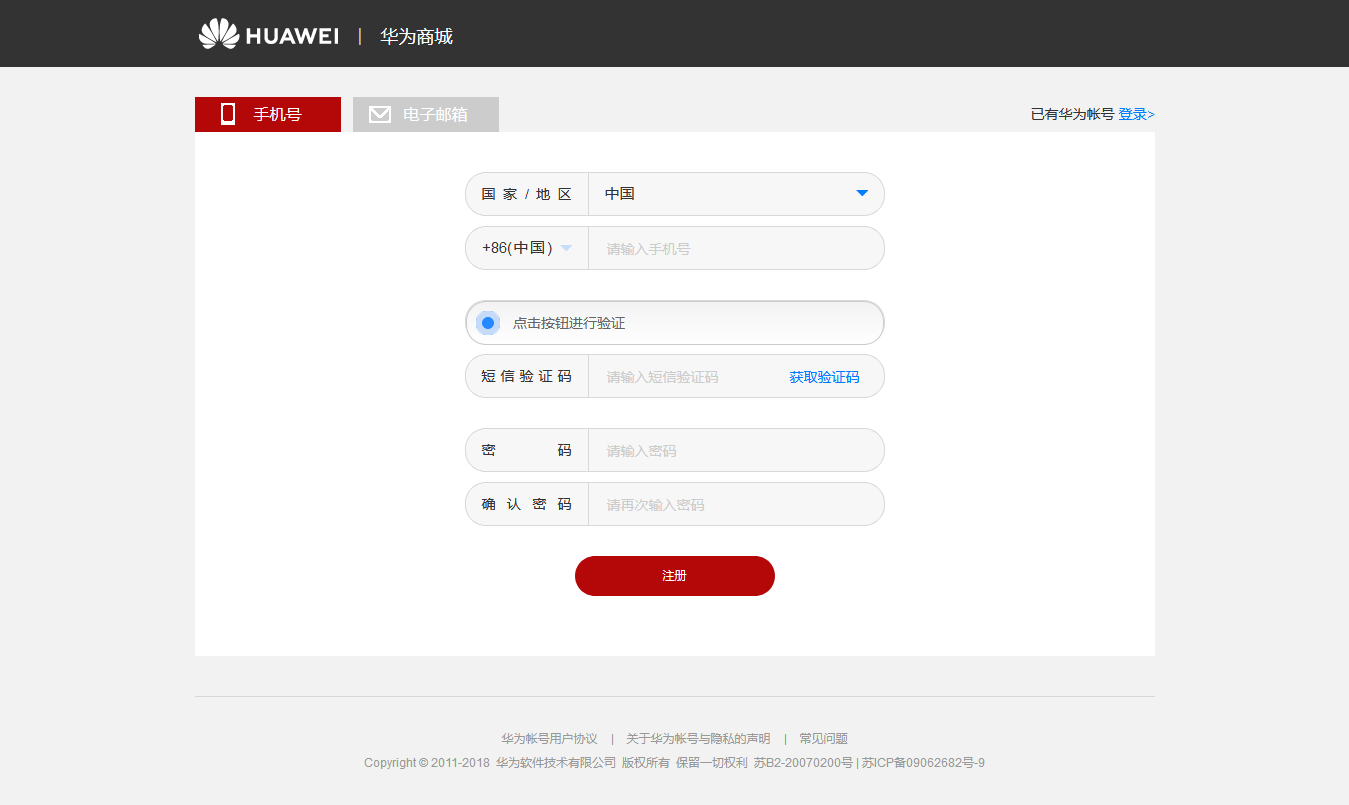 HUAWEI | 华为商城
手机号 电子邮箱 已有华为帐号 登录>
国家/地区 中国
+86(中国) 请输入手机号
点击按钮进行验证
短信验证码 请输入短信验证码 获取验证码
密码 请输入密码
确认密码 请再次输入密码
注册
华为帐号用户协议 | 关于华为帐号与隐私的声明 | 常见问题
Copyright © 2011-2018 华为软件技术有限公司 版权所有 保留一切权利 苏B2-20070200号 | 苏ICP备09062682号-9